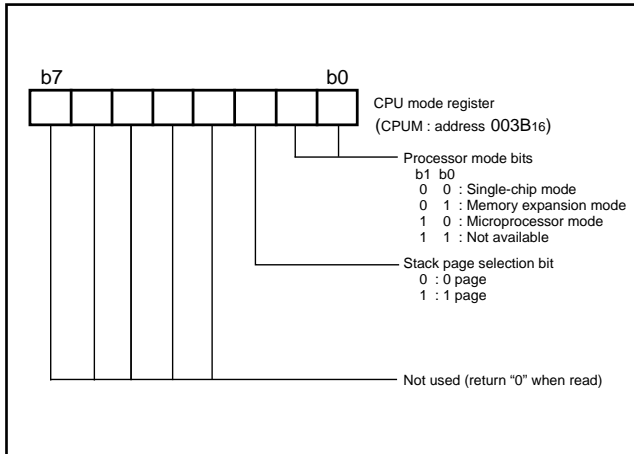 b7 b0
CPU mode register
(CPUM : address 003B16)
Processor mode bits
b1 b0
0 0 : Single-chip mode
0 1 : Memory expansion mode
1 0 : Microprocessor mode
1 1 : Not available
Stack page selection bit
0 : 0 page
1 : 1 page
Not used (return “0” when read)